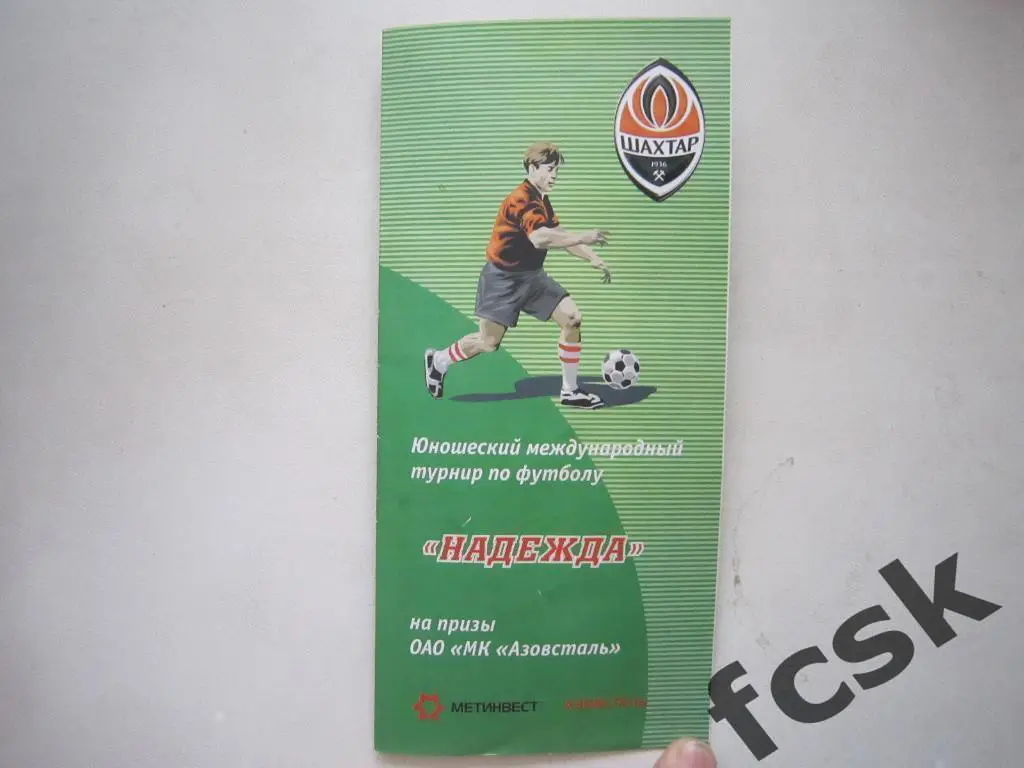 ШАХТАР
1936
Юношеский международный
турнир по футболу
«НАДЕЖДА»
на призы
ОАО «МК «Азовсталь»
МЕТИНВЕСТ
fcsk